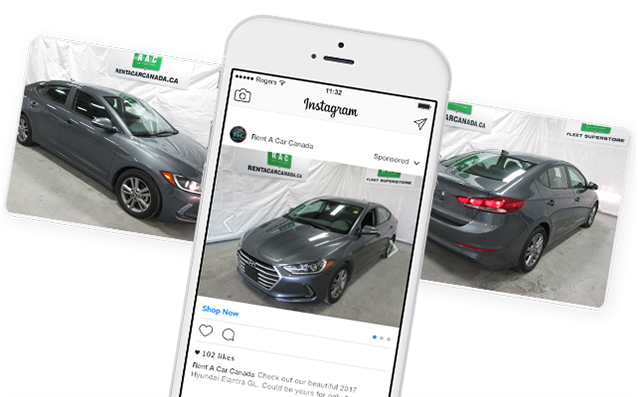 RAC
RENTACARCANADA.CA
Rogers
11:32
Instagram
Rent A Car Canada
Sponsored
RAC
RENTACARCANADA.CA
FLEET SUPERSTORE
ARCANADA.CA
FLEET SUPERSTORE
Shop Now
102 likes
Rent A Car Canada Check out our beautiful 2017
Hyundai Elantra GL. Could be yours for only